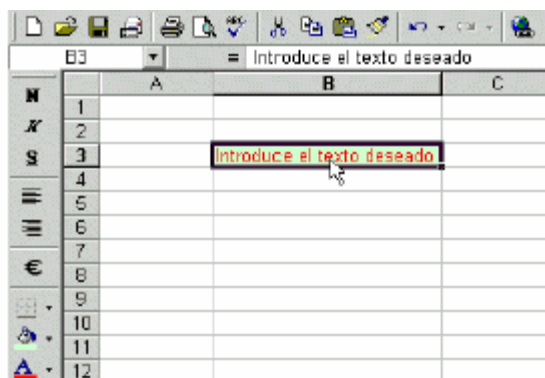 B3 = Introduce el texto deseado
A B C
N
1
K
2
S
3 Introduce el texto deseado
4
5
6
7
€
8
9
10
11
A
12